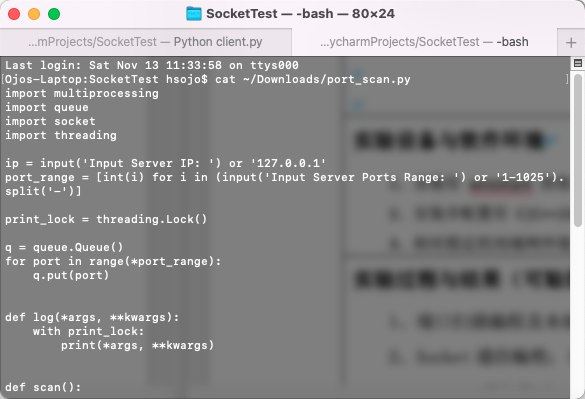 SocketTest — -bash — 80×24
...mProjects/SocketTest — Python client.py
...ycharmProjects/SocketTest — -bash
+
Last login: Sat Nov 13 11:33:58 on ttys000
[Ojos-Laptop:SocketTest hsojo$ cat ~/Downloads/port_scan.py ]
import multiprocessing
import queue
import socket
import threading
ip = input('Input Server IP: ') or '127.0.0.1'
port_range = [int(i) for i in (input('Input Server Ports Range: ') or '1-1025').
split('-')]
print_lock = threading.Lock()
q = queue.Queue()
for port in range(*port_range):
    q.put(port)
def log(*args, **kwargs):
    with print_lock:
        print(*args, **kwargs)
def scan():